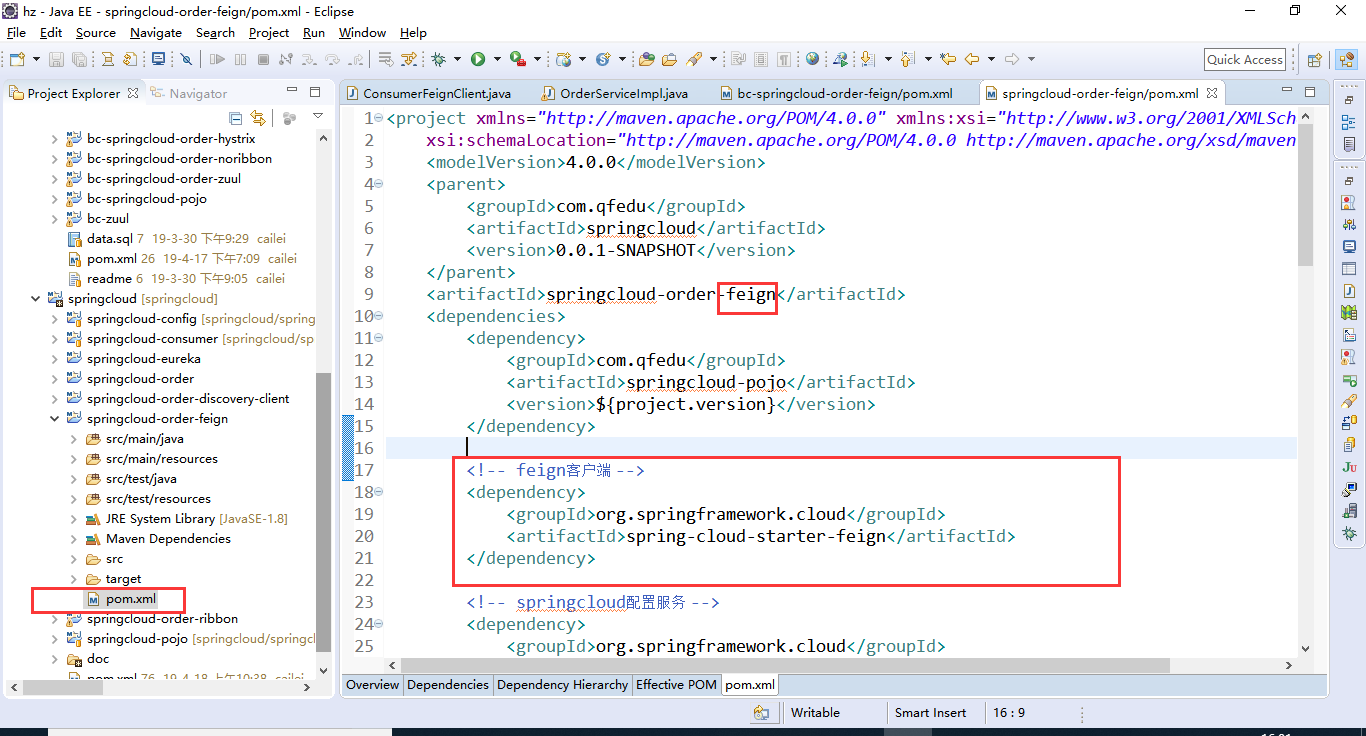 hz - Java EE - springcloud-order-feign/pom.xml - Eclipse
File Edit Source Navigate Search Project Run Window Help
Quick Access
Project Explorer Navigator
bc-springcloud-order-hystrix
bc-springcloud-order-noribbon
bc-springcloud-order-zuul
bc-springcloud-pojo
bc-zuul
data.sql 7 19-3-30 下午9:29 cailei
pom.xml 26 19-4-17 下午7:09 cailei
readme 6 19-3-30 下午9:05 cailei
springcloud [springcloud]
springcloud-config [springcloud/spring
springcloud-consumer [springcloud/sp
springcloud-eureka
springcloud-order
springcloud-order-discovery-client
springcloud-order-feign
src/main/java
src/main/resources
src/test/java
src/test/resources
JRE System Library [JavaSE-1.8]
Maven Dependencies
src
target
pom.xml
springcloud-order-ribbon
springcloud-pojo [springcloud/springcl
doc
pom.xml 76 19-4-18 上午10:38 cailei
ConsumerFeignClient.java OrderServiceImpl.java bc-springcloud-order-feign/pom.xml springcloud-order-feign/pom.xml
1 <project xmlns="http://maven.apache.org/POM/4.0.0" xmlns:xsi="http://www.w3.org/2001/XMLSch
2 xsi:schemaLocation="http://maven.apache.org/POM/4.0.0 http://maven.apache.org/xsd/maven
3 <modelVersion>4.0.0</modelVersion>
4 <parent>
5 <groupId>com.qfedu</groupId>
6 <artifactId>springcloud</artifactId>
7 <version>0.0.1-SNAPSHOT</version>
8 </parent>
9 <artifactId>springcloud-order-feign</artifactId>
10 <dependencies>
11 <dependency>
12 <groupId>com.qfedu</groupId>
13 <artifactId>springcloud-pojo</artifactId>
14 <version>${project.version}</version>
15 </dependency>
16
17 <!-- feign客户端 -->
18 <dependency>
19 <groupId>org.springframework.cloud</groupId>
20 <artifactId>spring-cloud-starter-feign</artifactId>
21 </dependency>
22
23 <!-- springcloud配置服务 -->
24 <dependency>
25 <groupId>org.springframework.cloud</groupId>
Overview Dependencies Dependency Hierarchy Effective POM pom.xml
Writable Smart Insert 16 : 9